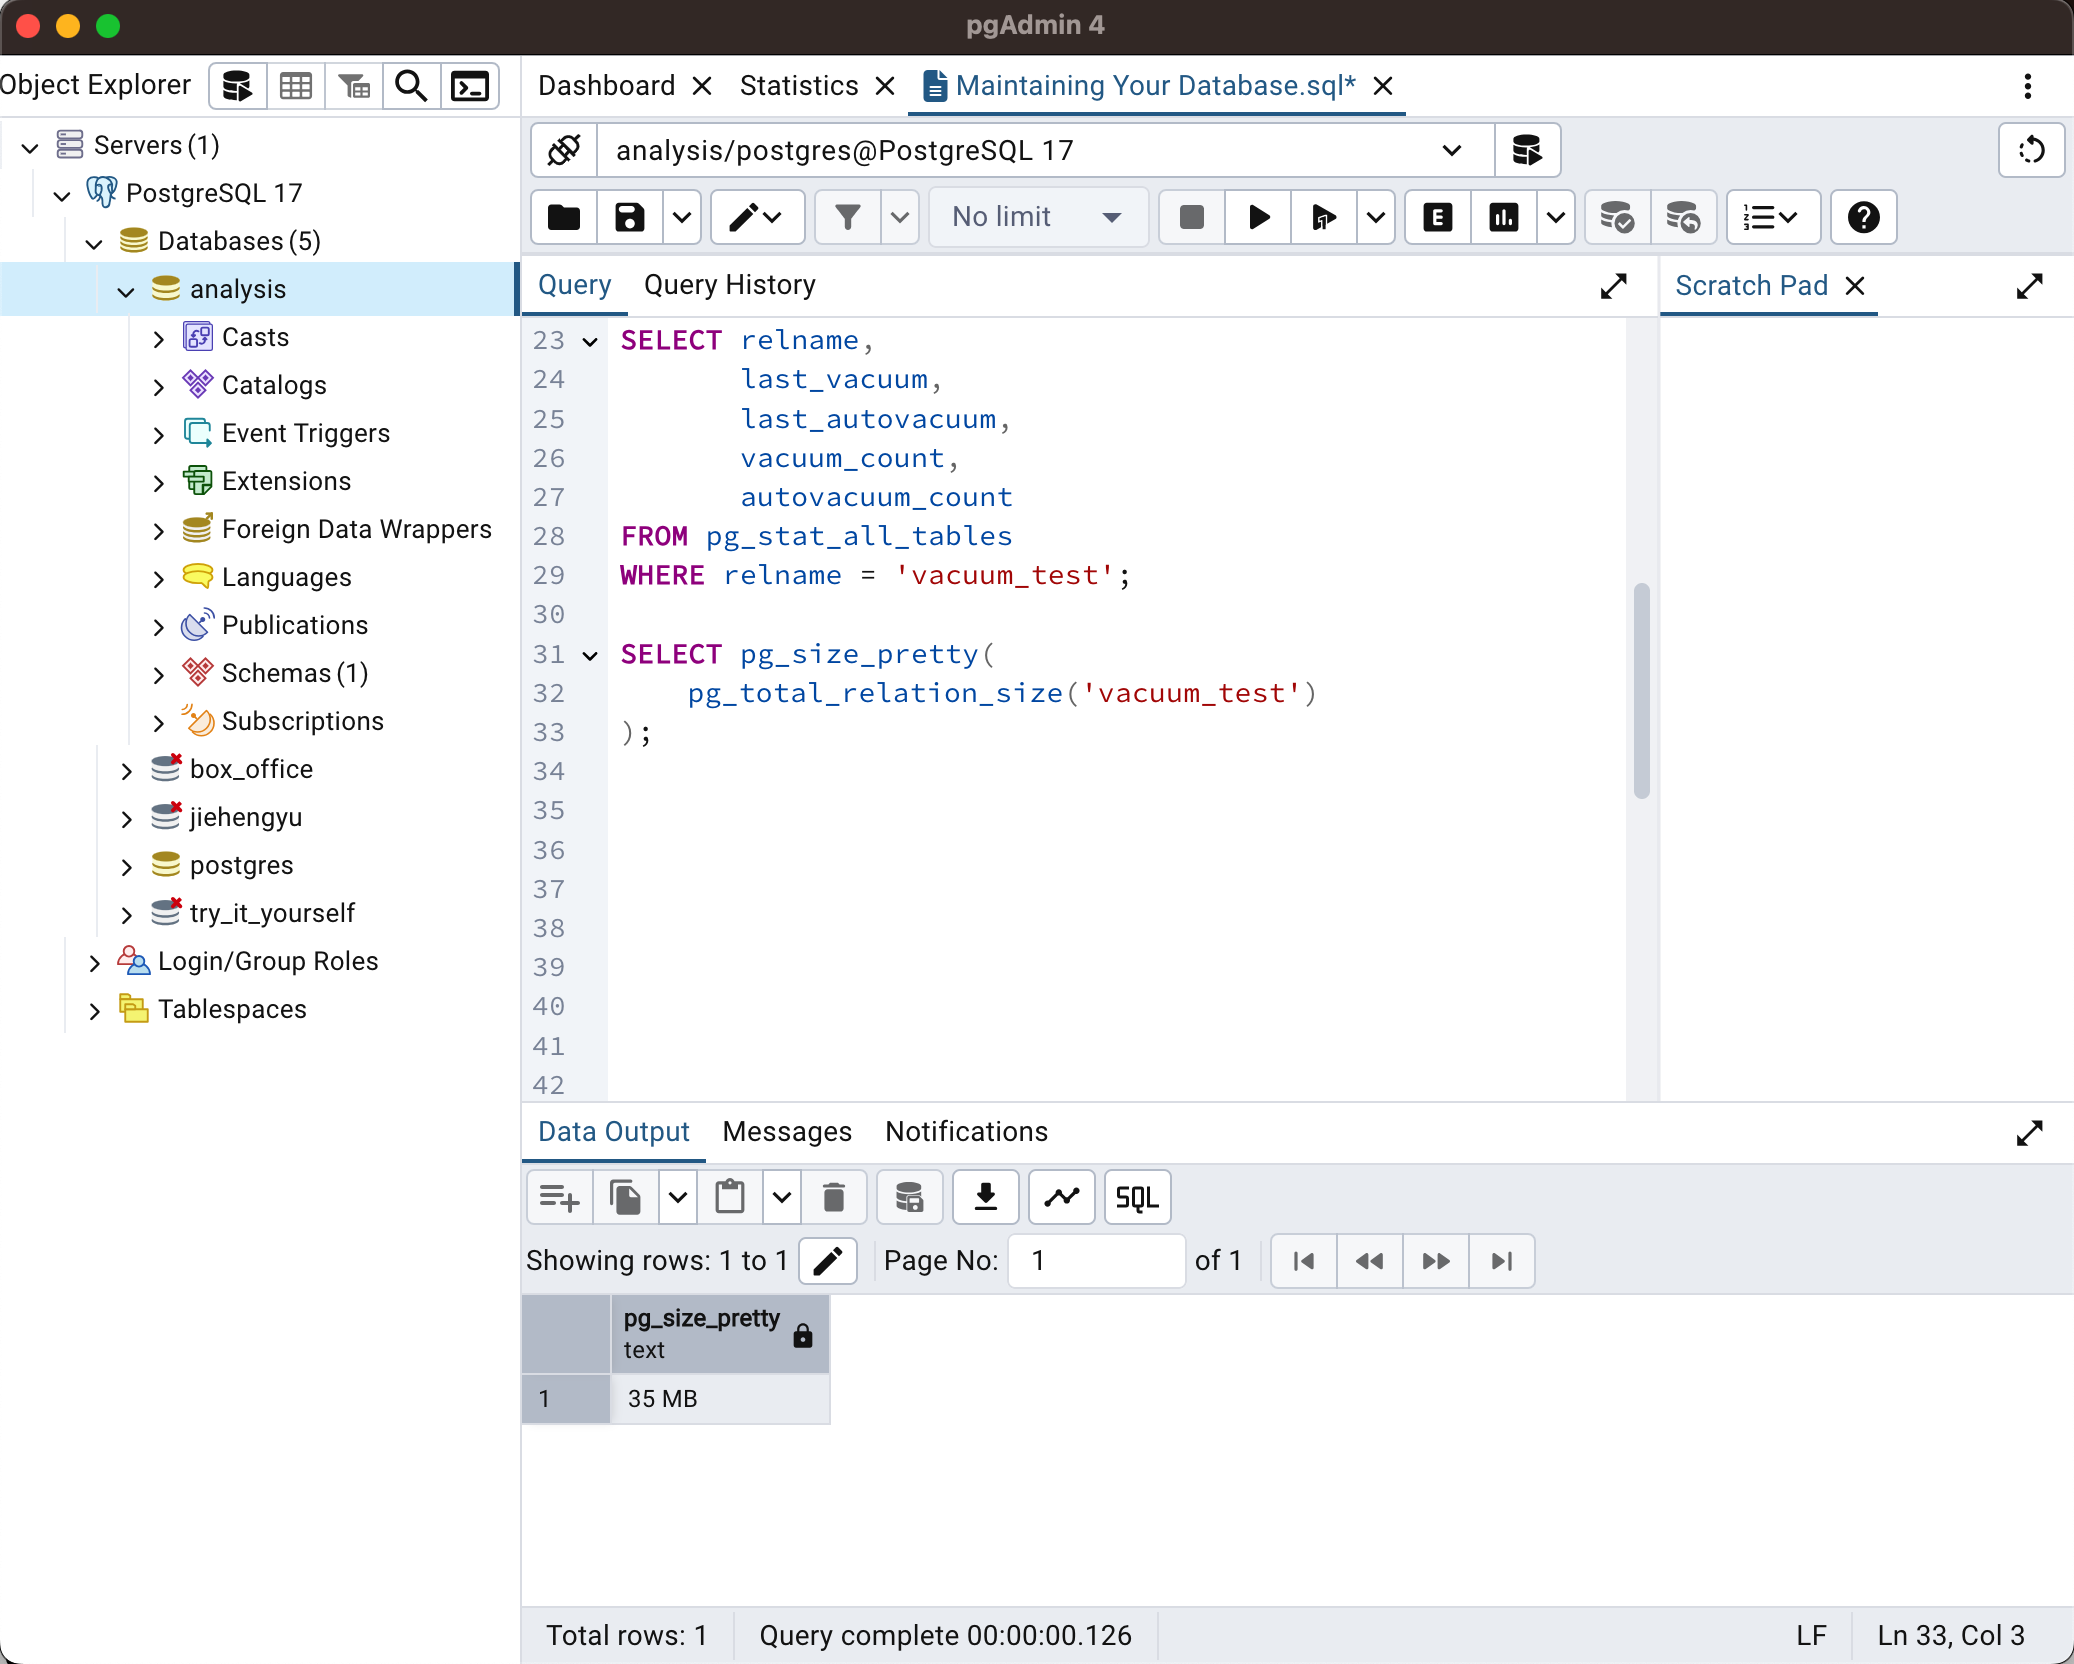 pgAdmin 4
Object Explorer
Servers (1)
PostgreSQL 17
Databases (5)
analysis
Casts
Catalogs
Event Triggers
Extensions
Foreign Data Wrappers
Languages
Publications
Schemas (1)
Subscriptions
box_office
jiehengyu
postgres
try_it_yourself
Login/Group Roles
Tablespaces
Dashboard Statistics Maintaining Your Database.sql*
analysis/postgres@PostgreSQL 17
No limit
E
Query Query History
Scratch Pad
23 SELECT relname,
24 last_vacuum,
25 last_autovacuum,
26 vacuum_count,
27 autovacuum_count
28 FROM pg_stat_all_tables
29 WHERE relname = 'vacuum_test';
30
31 SELECT pg_size_pretty(
32 pg_total_relation_size('vacuum_test')
33 );
34
35
36
37
38
39
40
41
42
Data Output Messages Notifications
SQL
Showing rows: 1 to 1 Page No: 1 of 1
pg_size_pretty
text
1 35 MB
Total rows: 1 Query complete 00:00:00.126 LF Ln 33, Col 3